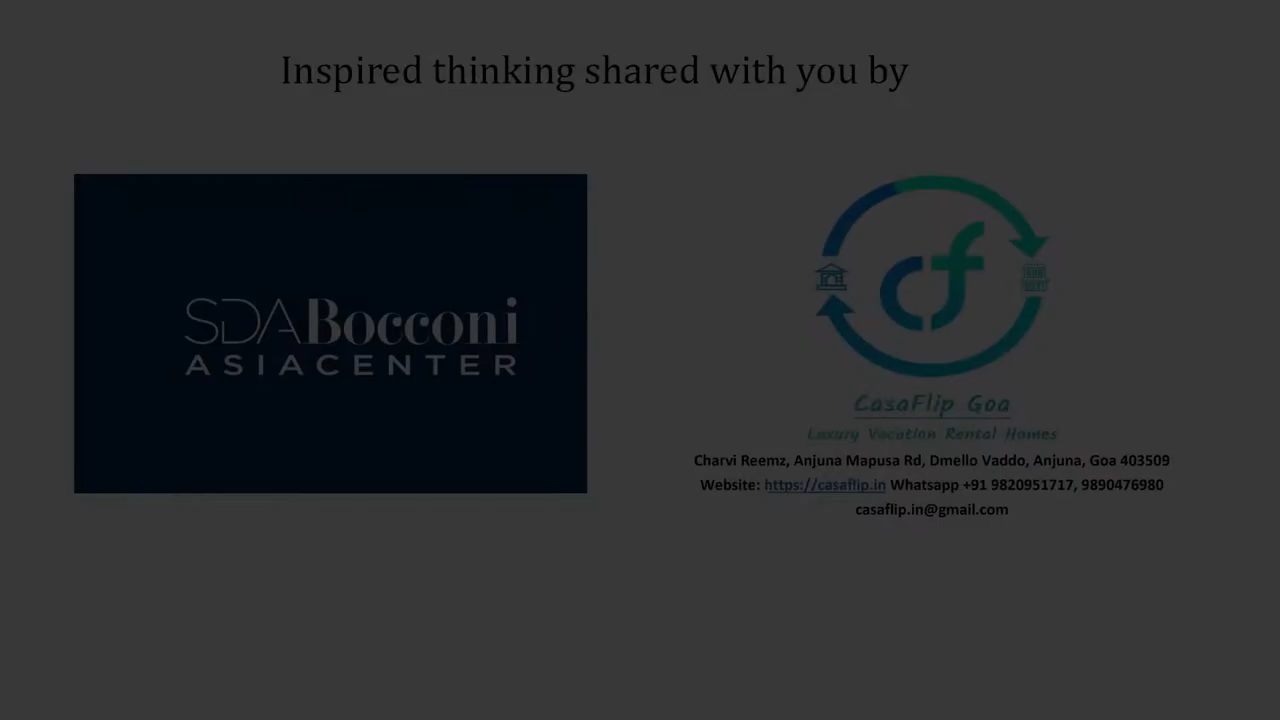 Inspired thinking shared with you by
SDABocconi
ASIACENTER
cf
CasaFlip Goa
Luxury Vacation Rental Homes
Charvi Reemz, Anjuna Mapusa Rd, Dmello Vaddo, Anjuna, Goa 403509
Website: https://casaflip.in Whatsapp +91 9820951717, 9890476980
casaflip.in@gmail.com